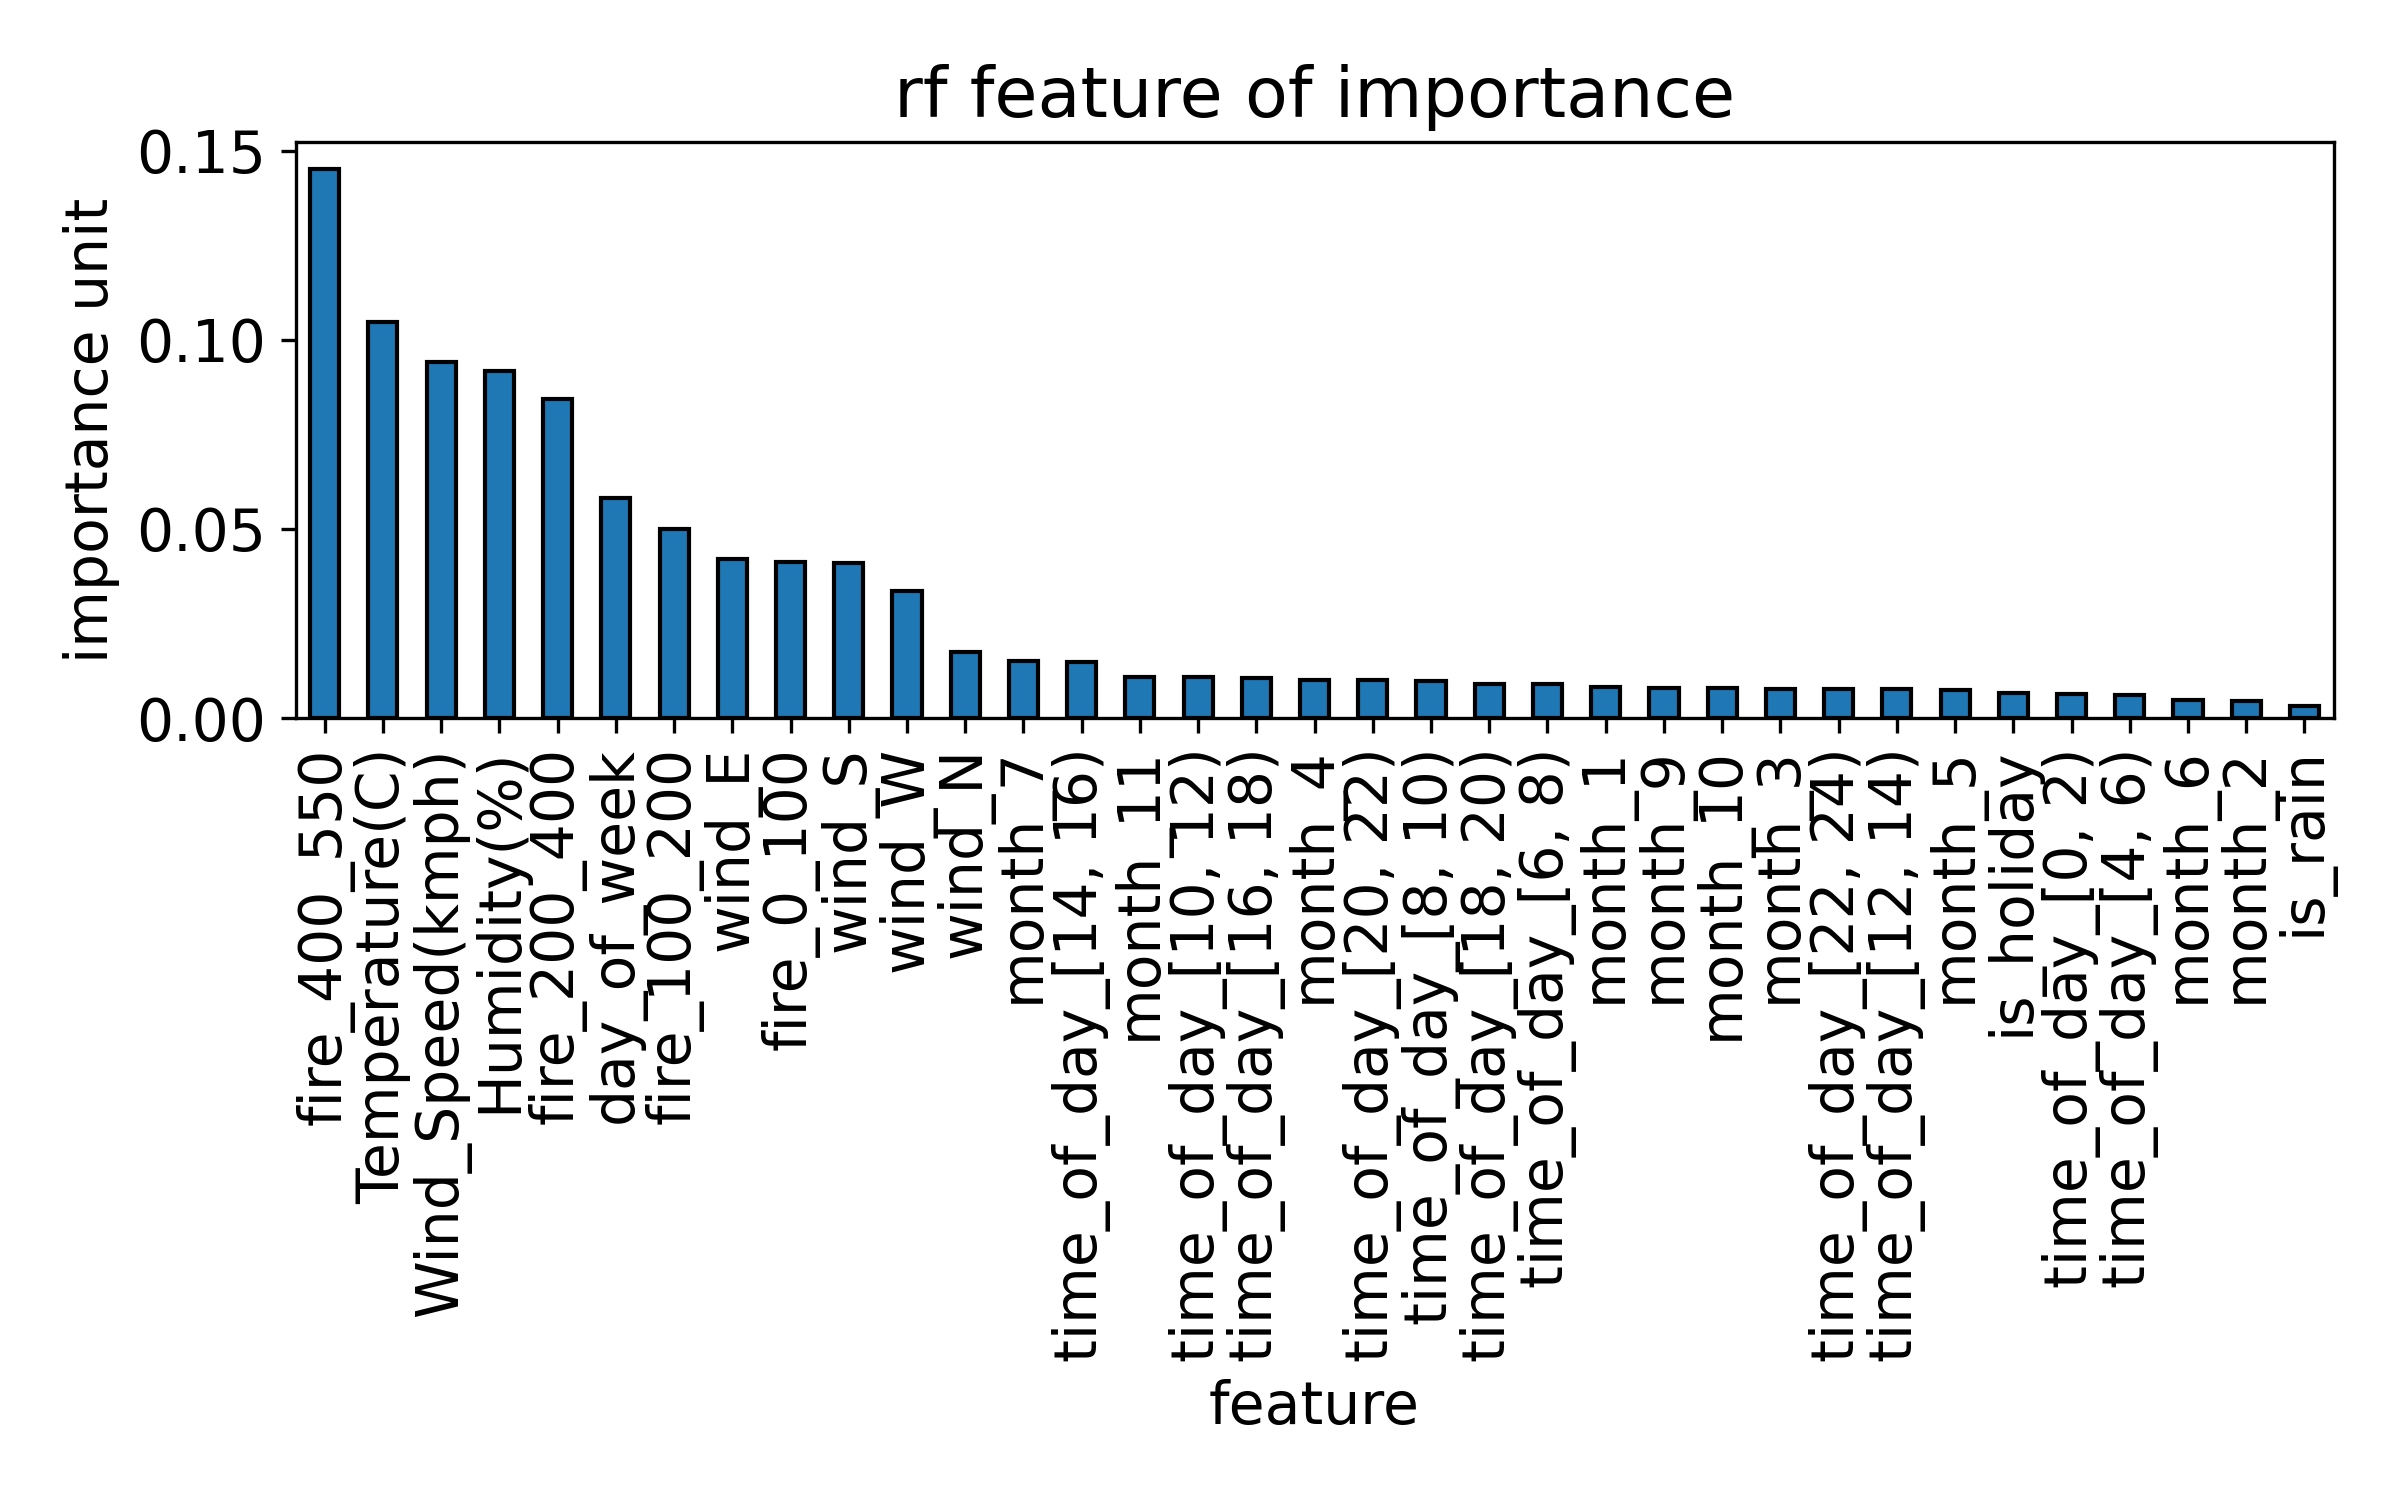 rf feature of importance
importance unit
0.15
0.10
0.05
0.00
fire_400_550
Temperature(C)
Wind_Speed(kmph)
Humidity(%)
fire_200_400
day_of_week
fire_100_200
wind_E
fire_0_100
wind_S
wind_W
wind_N
month_7
time_of_day_[14, 16)
month_11
time_of_day_[10, 12)
time_of_day_[16, 18)
month_4
time_of_day_[20, 22)
time_of_day_[8, 10)
time_of_day_[18, 20)
time_of_day_[6, 8)
month_1
month_9
month_10
month_3
time_of_day_[22, 24)
time_of_day_[12, 14)
month_5
is_holiday
time_of_day_[0, 2)
time_of_day_[4, 6)
month_6
month_2
is_rain
feature